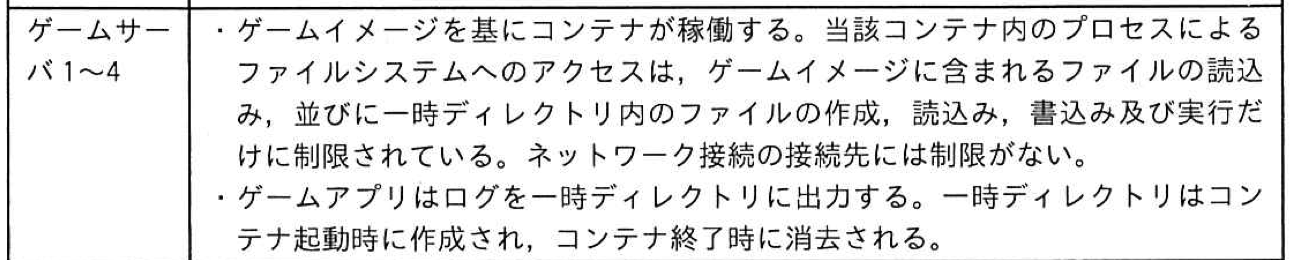 ゲームサー
バ1～4
・ゲームイメージを基にコンテナが稼働する。当該コンテナ内のプロセスによる
ファイルシステムへのアクセスは，ゲームイメージに含まれるファイルの読込
み，並びに一時ディレクトリ内のファイルの作成，読込み，書込み及び実行だ
けに制限されている。ネットワーク接続の接続先には制限がない。
・ゲームアプリはログを一時ディレクトリに出力する。一時ディレクトリはコン
テナ起動時に作成され，コンテナ終了時に消去される。